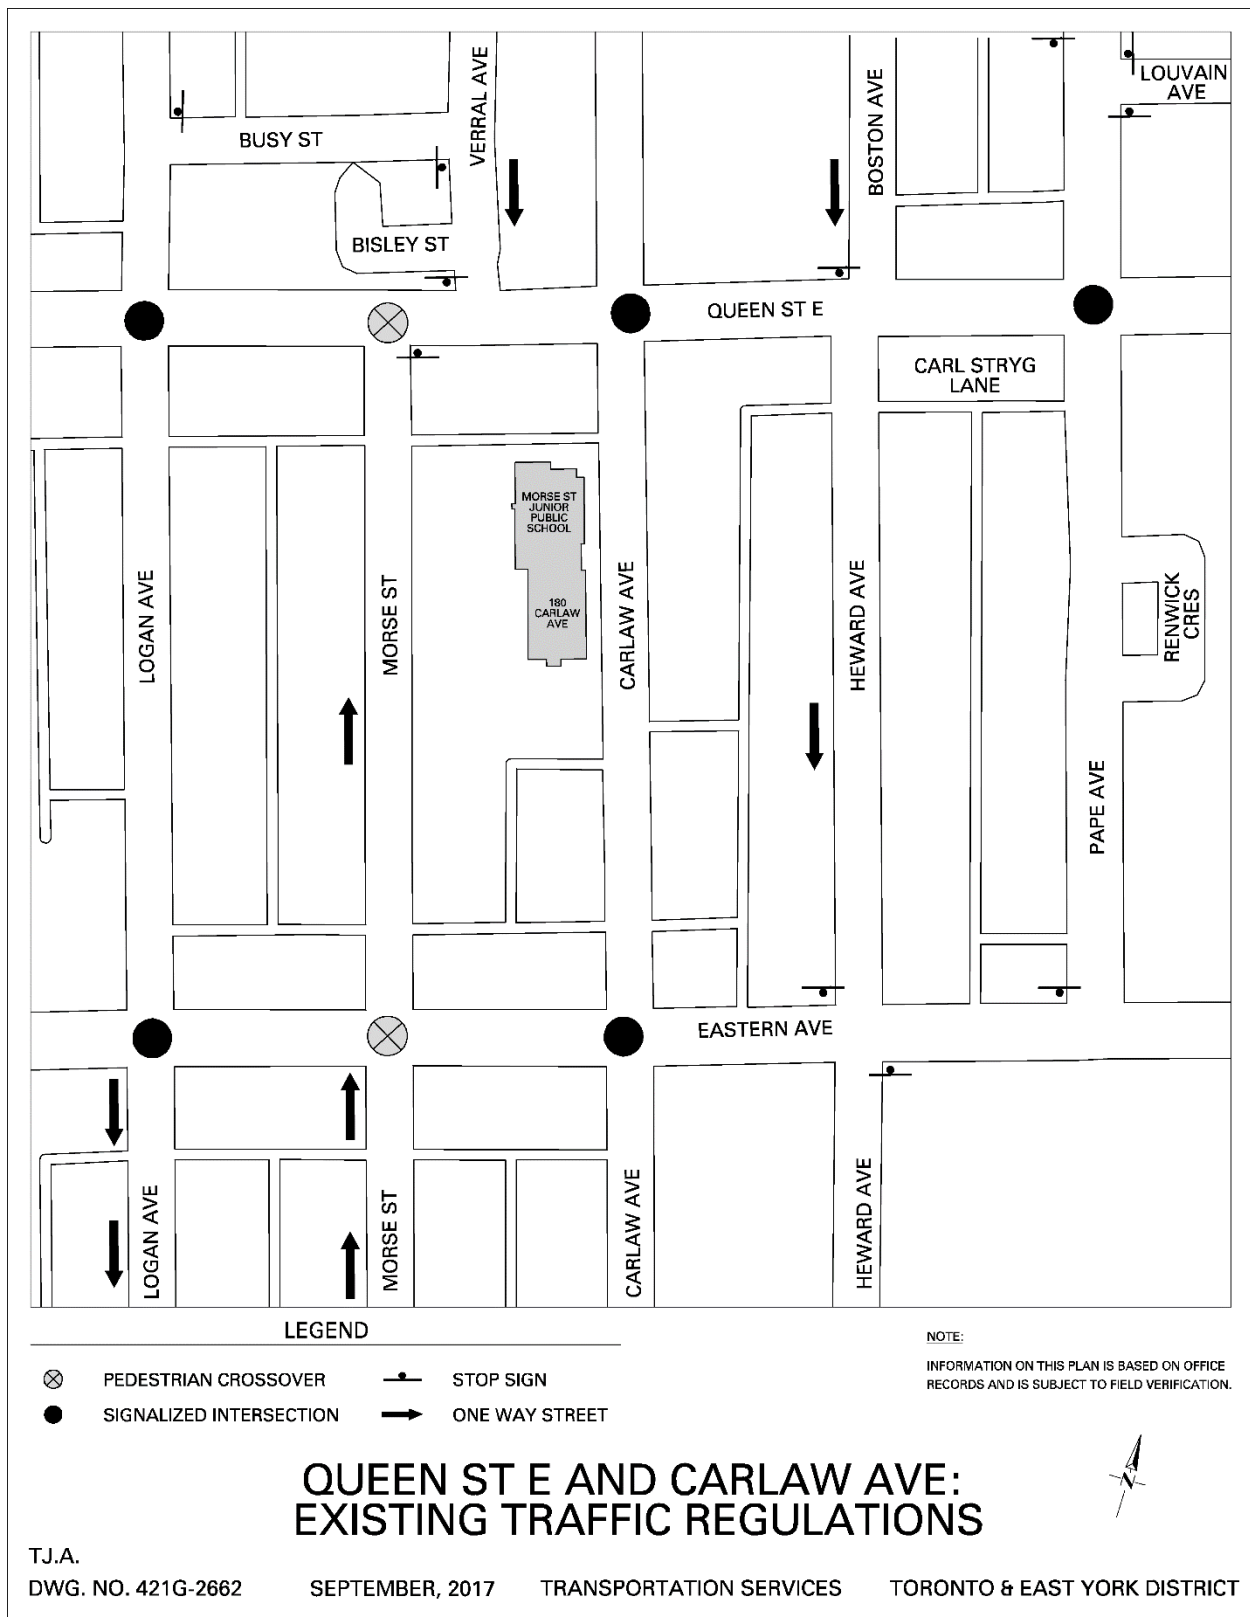 VERRAL AVE
BOSTON AVE
LOUVAIN
AVE
BUSY ST
BISLEY ST
QUEEN ST E
CARL STRYG
LANE
MORSE ST
JUNIOR
PUBLIC
SCHOOL
180
CARLAW
AVE
LOGAN AVE
MORSE ST
CARLAW AVE
HEWARD AVE
RENWICK
CRES
PAPE AVE
EASTERN AVE
LOGAN AVE
MORSE ST
CARLAW AVE
HEWARD AVE
LEGEND
PEDESTRIAN CROSSOVER
STOP SIGN
SIGNALIZED INTERSECTION
ONE WAY STREET
NOTE:
INFORMATION ON THIS PLAN IS BASED ON OFFICE
RECORDS AND IS SUBJECT TO FIELD VERIFICATION.
N
QUEEN ST E AND CARLAW AVE:
EXISTING TRAFFIC REGULATIONS
TJ.A.
DWG. NO. 421G-2662 SEPTEMBER, 2017 TRANSPORTATION SERVICES TORONTO & EAST YORK DISTRICT